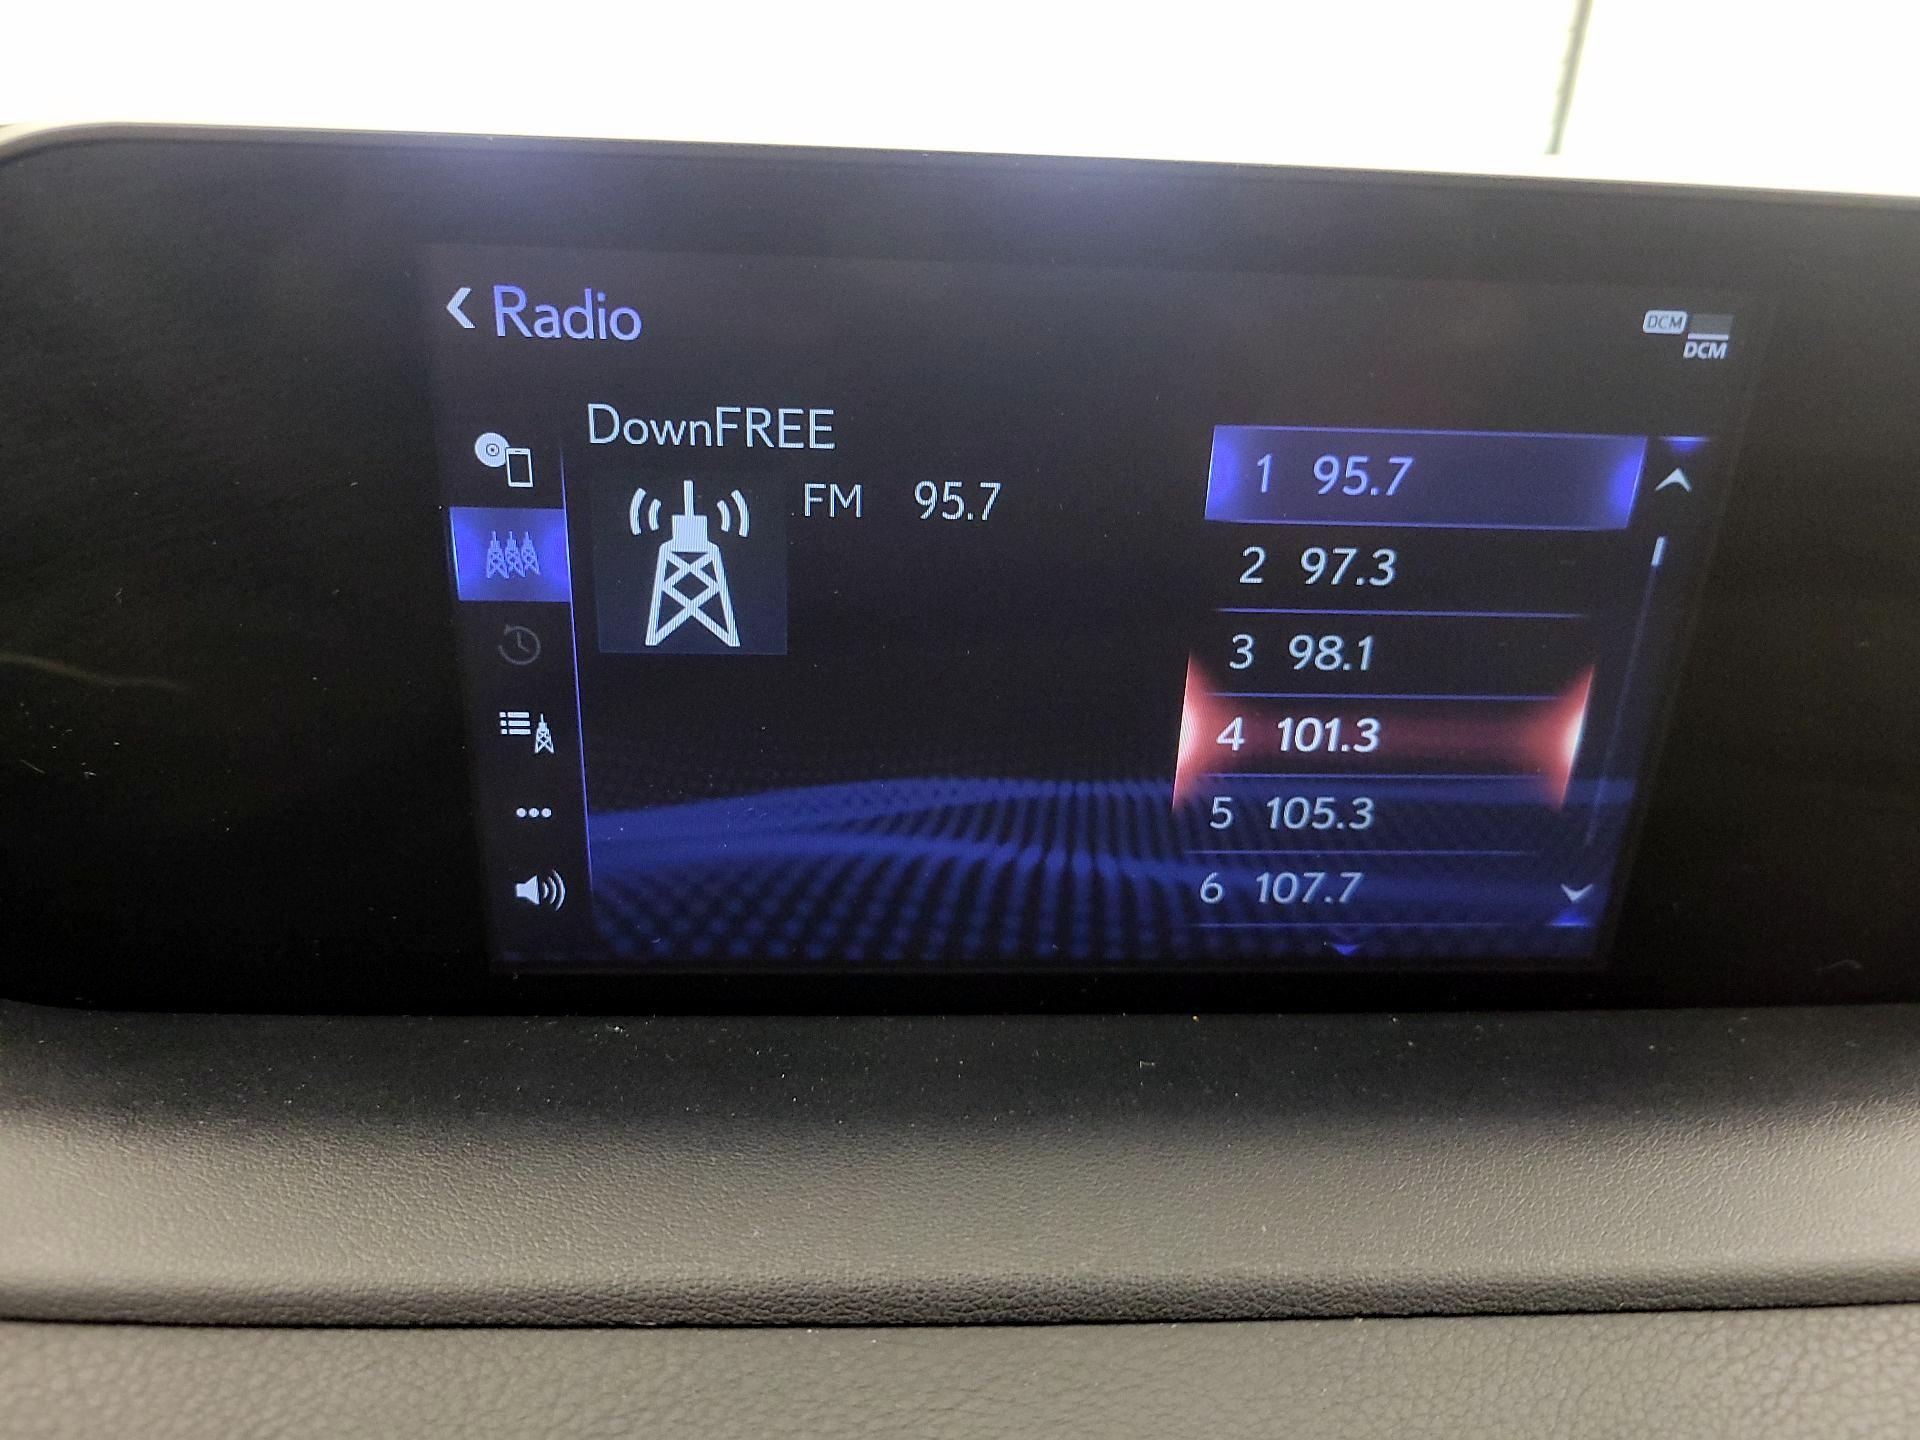 Radio
DCM
DCM
DownFREE
FM 95.7
1 95.7
2 97.3
3 98.1
4 101.3
5 105.3
6 107.7